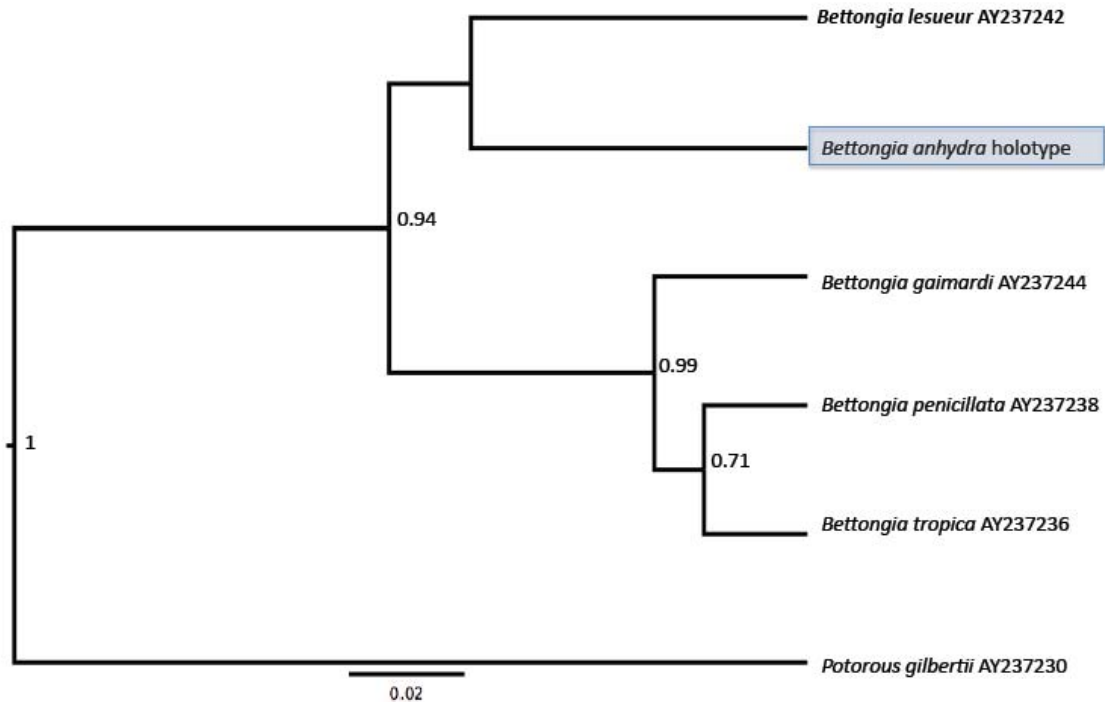 Bettongia lesueur AY237242
Bettongia anhydra holotype
0.94
Bettongia gaimardi AY237244
0.99
Bettongia penicillata AY237238
1
0.71
Bettongia tropica AY237236
Potorous gilbertii AY237230
0.02